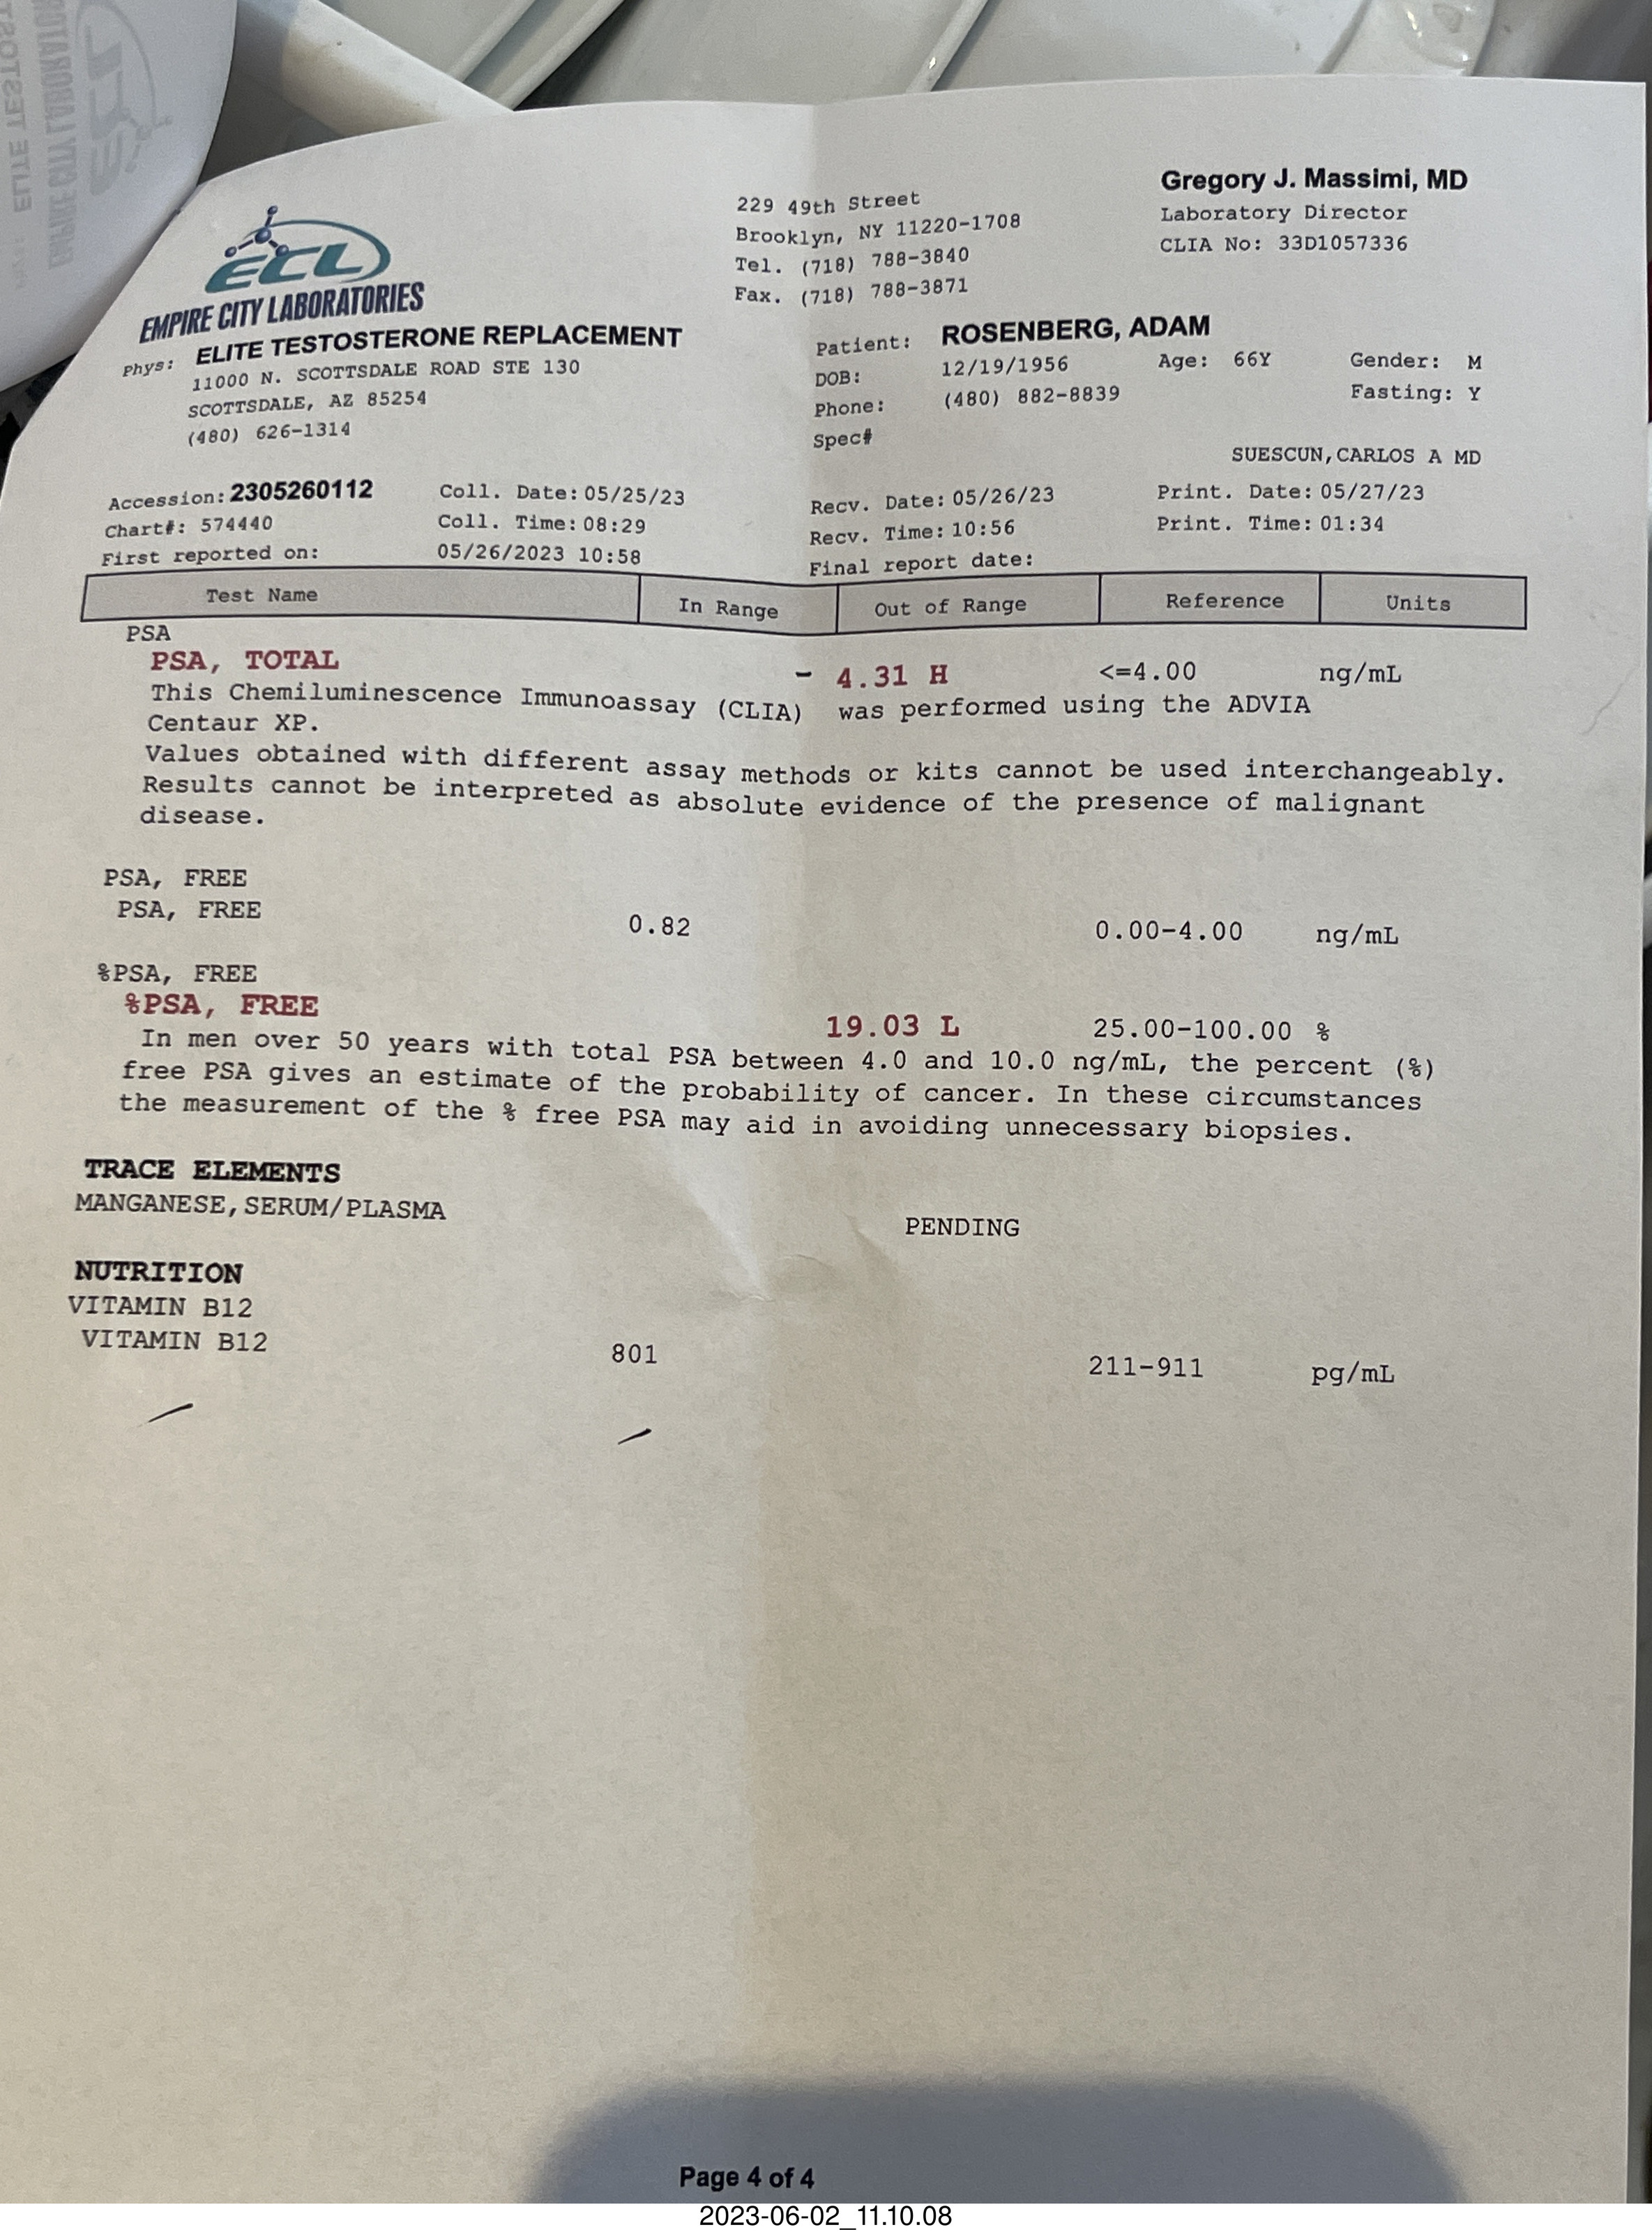 ELITE TESTOST
EMPIRE CITY LABORATOR
ECL
EMPIRE CITY LABORATORIES
229 49th Street
Brooklyn, NY 11220-1708
Tel. (718) 788-3840
Fax. (718) 788-3871
Gregory J. Massimi, MD
Laboratory Director
CLIA No: 33D1057336
Phys: ELITE TESTOSTERONE REPLACEMENT
11000 N. SCOTTSDALE ROAD STE 130
SCOTTSDALE, AZ 85254
(480) 626-1314
Patient: ROSENBERG, ADAM
DOB: 12/19/1956 Age: 66Y Gender: M
Phone: (480) 882-8839 Fasting: Y
Spec#
SUESCUN,CARLOS A MD
Accession: 2305260112 Coll. Date: 05/25/23 Recv. Date: 05/26/23 Print. Date: 05/27/23
Chart#: 574440 Coll. Time: 08:29 Recv. Time: 10:56 Print. Time: 01:34
First reported on: 05/26/2023 10:58 Final report date:
Test Name In Range Out of Range Reference Units
PSA
PSA, TOTAL - 4.31 H <=4.00 ng/mL
This Chemiluminescence Immunoassay (CLIA) was performed using the ADVIA
Centaur XP.
Values obtained with different assay methods or kits cannot be used interchangeably.
Results cannot be interpreted as absolute evidence of the presence of malignant
disease.
PSA, FREE
PSA, FREE 0.82 0.00-4.00 ng/mL
%PSA, FREE
%PSA, FREE 19.03 L 25.00-100.00 %
In men over 50 years with total PSA between 4.0 and 10.0 ng/mL, the percent (%)
free PSA gives an estimate of the probability of cancer. In these circumstances
the measurement of the % free PSA may aid in avoiding unnecessary biopsies.
TRACE ELEMENTS
MANGANESE,SERUM/PLASMA PENDING
NUTRITION
VITAMIN B12
VITAMIN B12 801 211-911 pg/mL
Page 4 of 4
2023-06-02_11.10.08